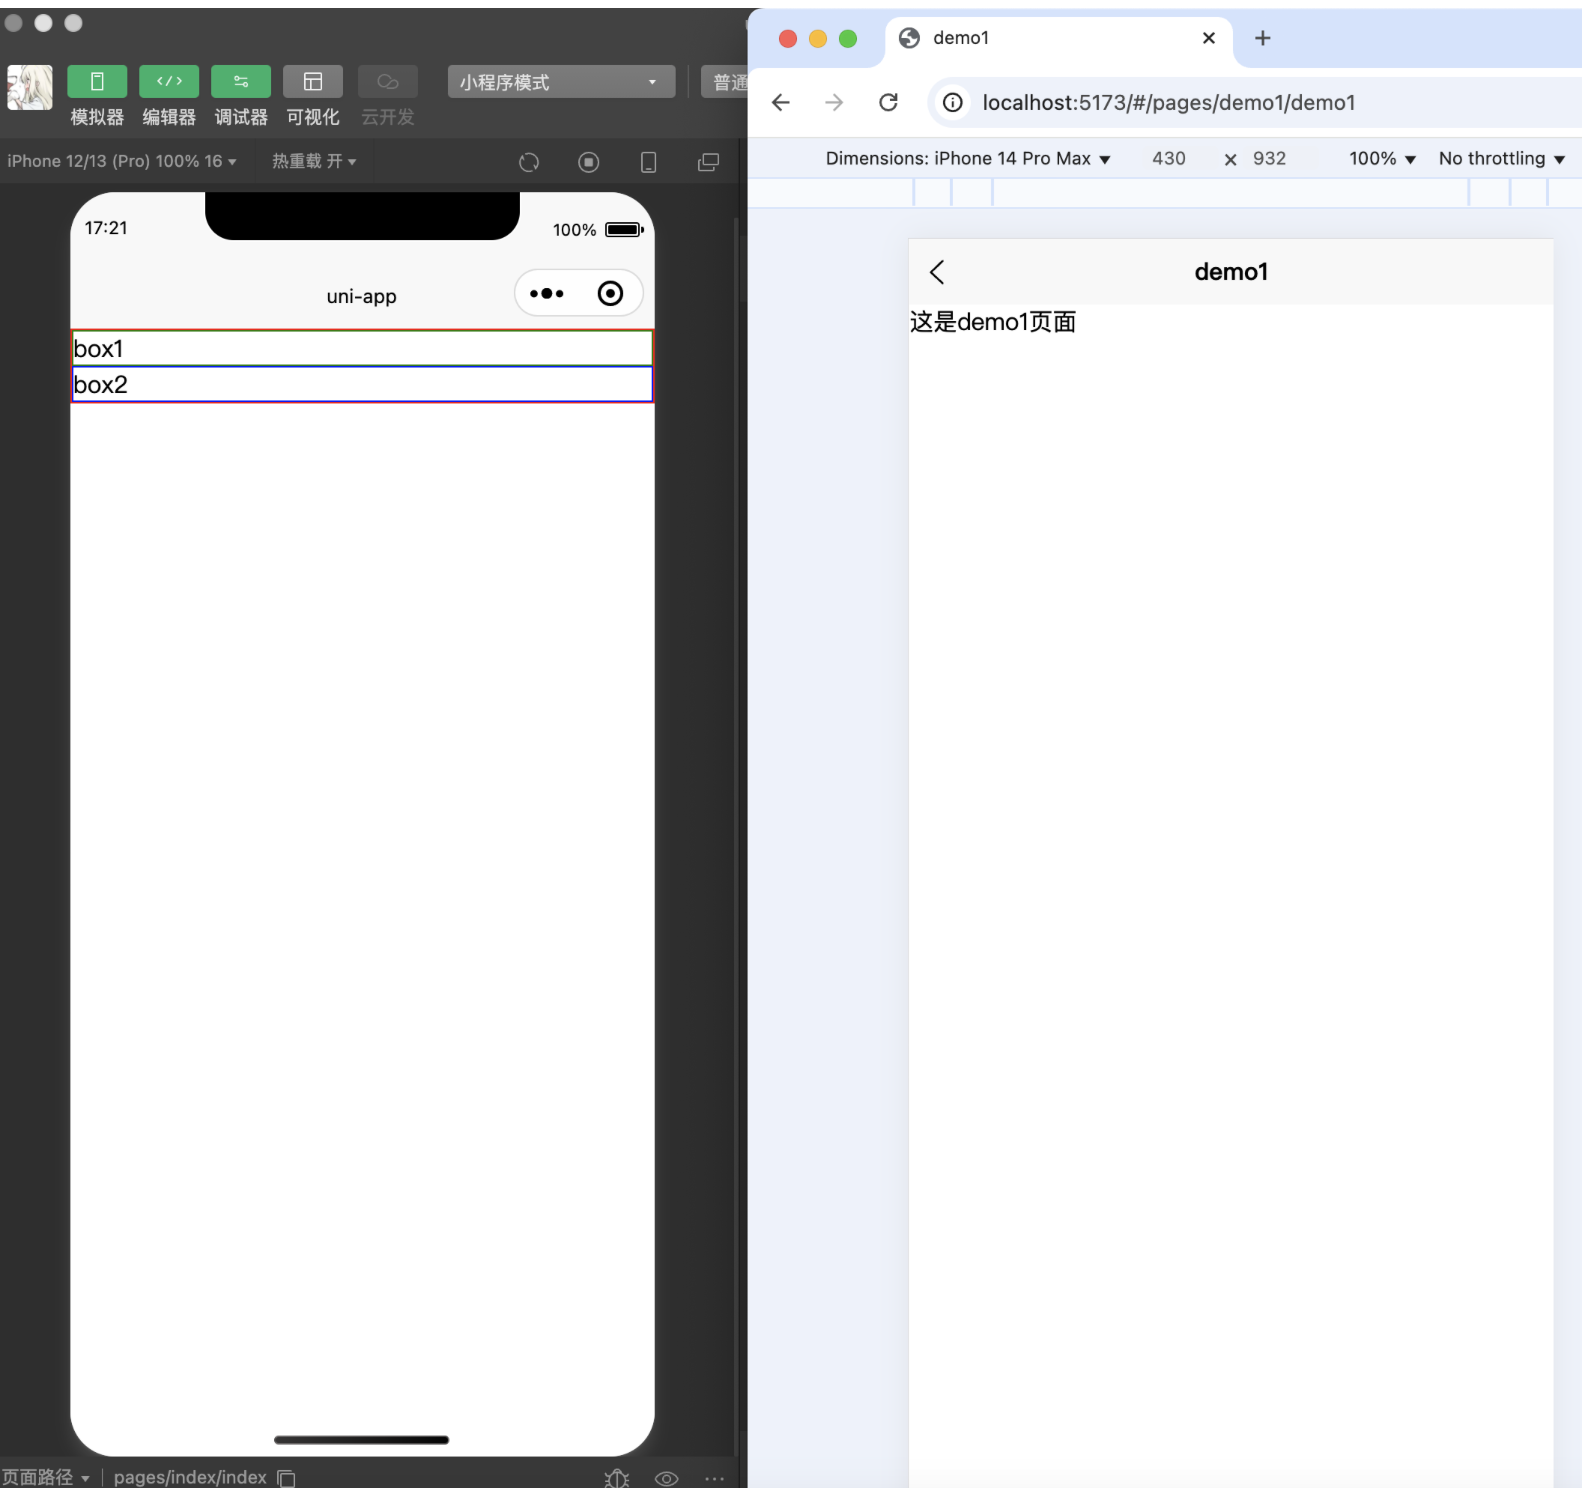 模拟器 编辑器 调试器 可视化 云开发
小程序模式
普通
iPhone 12/13 (Pro) 100% 16
热重载 开
17:21
100%
uni-app
box1
box2
页面路径 pages/index/index
demo1
localhost:5173/#/pages/demo1/demo1
Dimensions: iPhone 14 Pro Max 430 x 932 100% No throttling
demo1
这是demo1页面